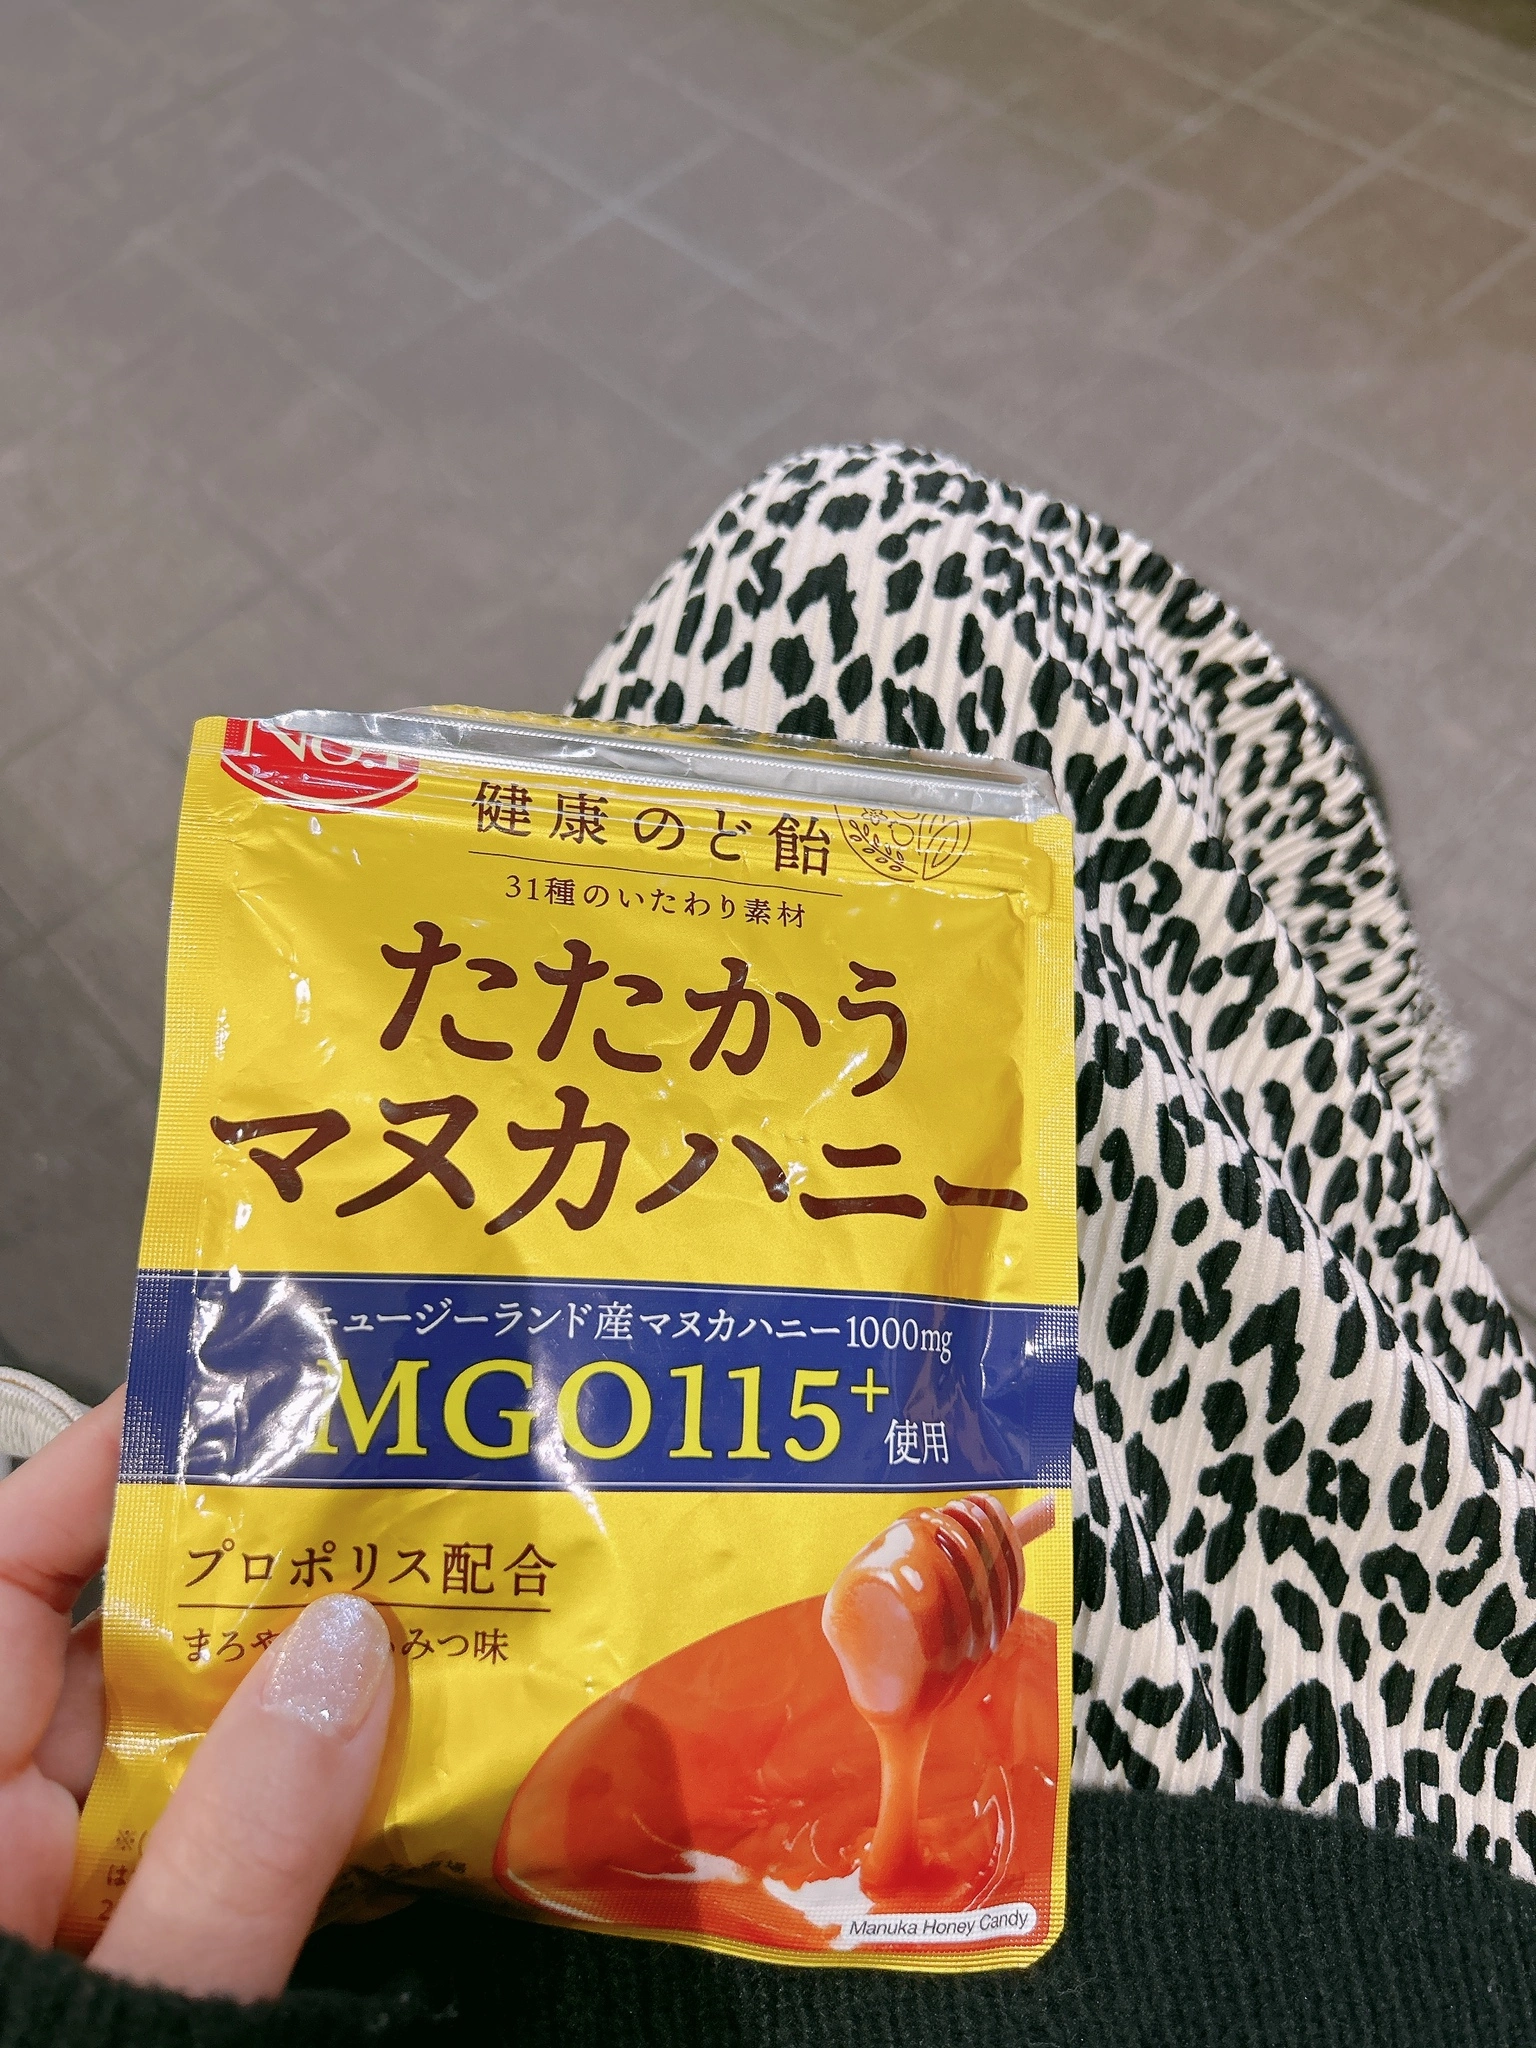 No.1
健康のど飴
31種のいたわり素材
たたかう
マヌカハニー
ュージーランド産マヌカハニー1000mg
MGO115+使用
プロポリス配合
まろや みつ味
Manuka Honey Candy